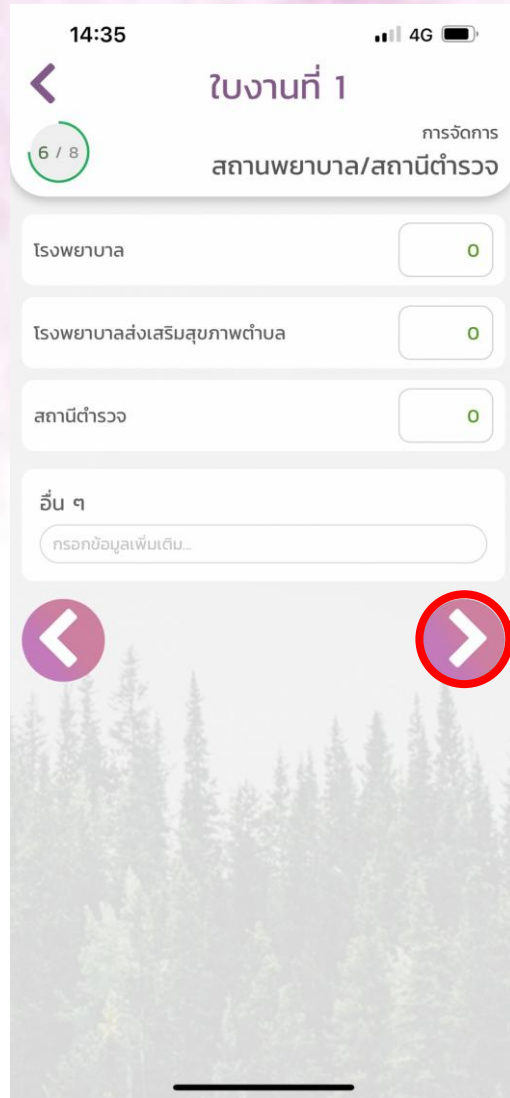 14:35
4G
ใบงานที่ 1
6 / 8
การจัดการ
สถานพยาบาล/สถานีตำรวจ
โรงพยาบาล
0
โรงพยาบาลส่งเสริมสุขภาพตำบล
0
สถานีตำรวจ
0
อื่น ๆ
กรอกข้อมูลเพิ่มเติม...